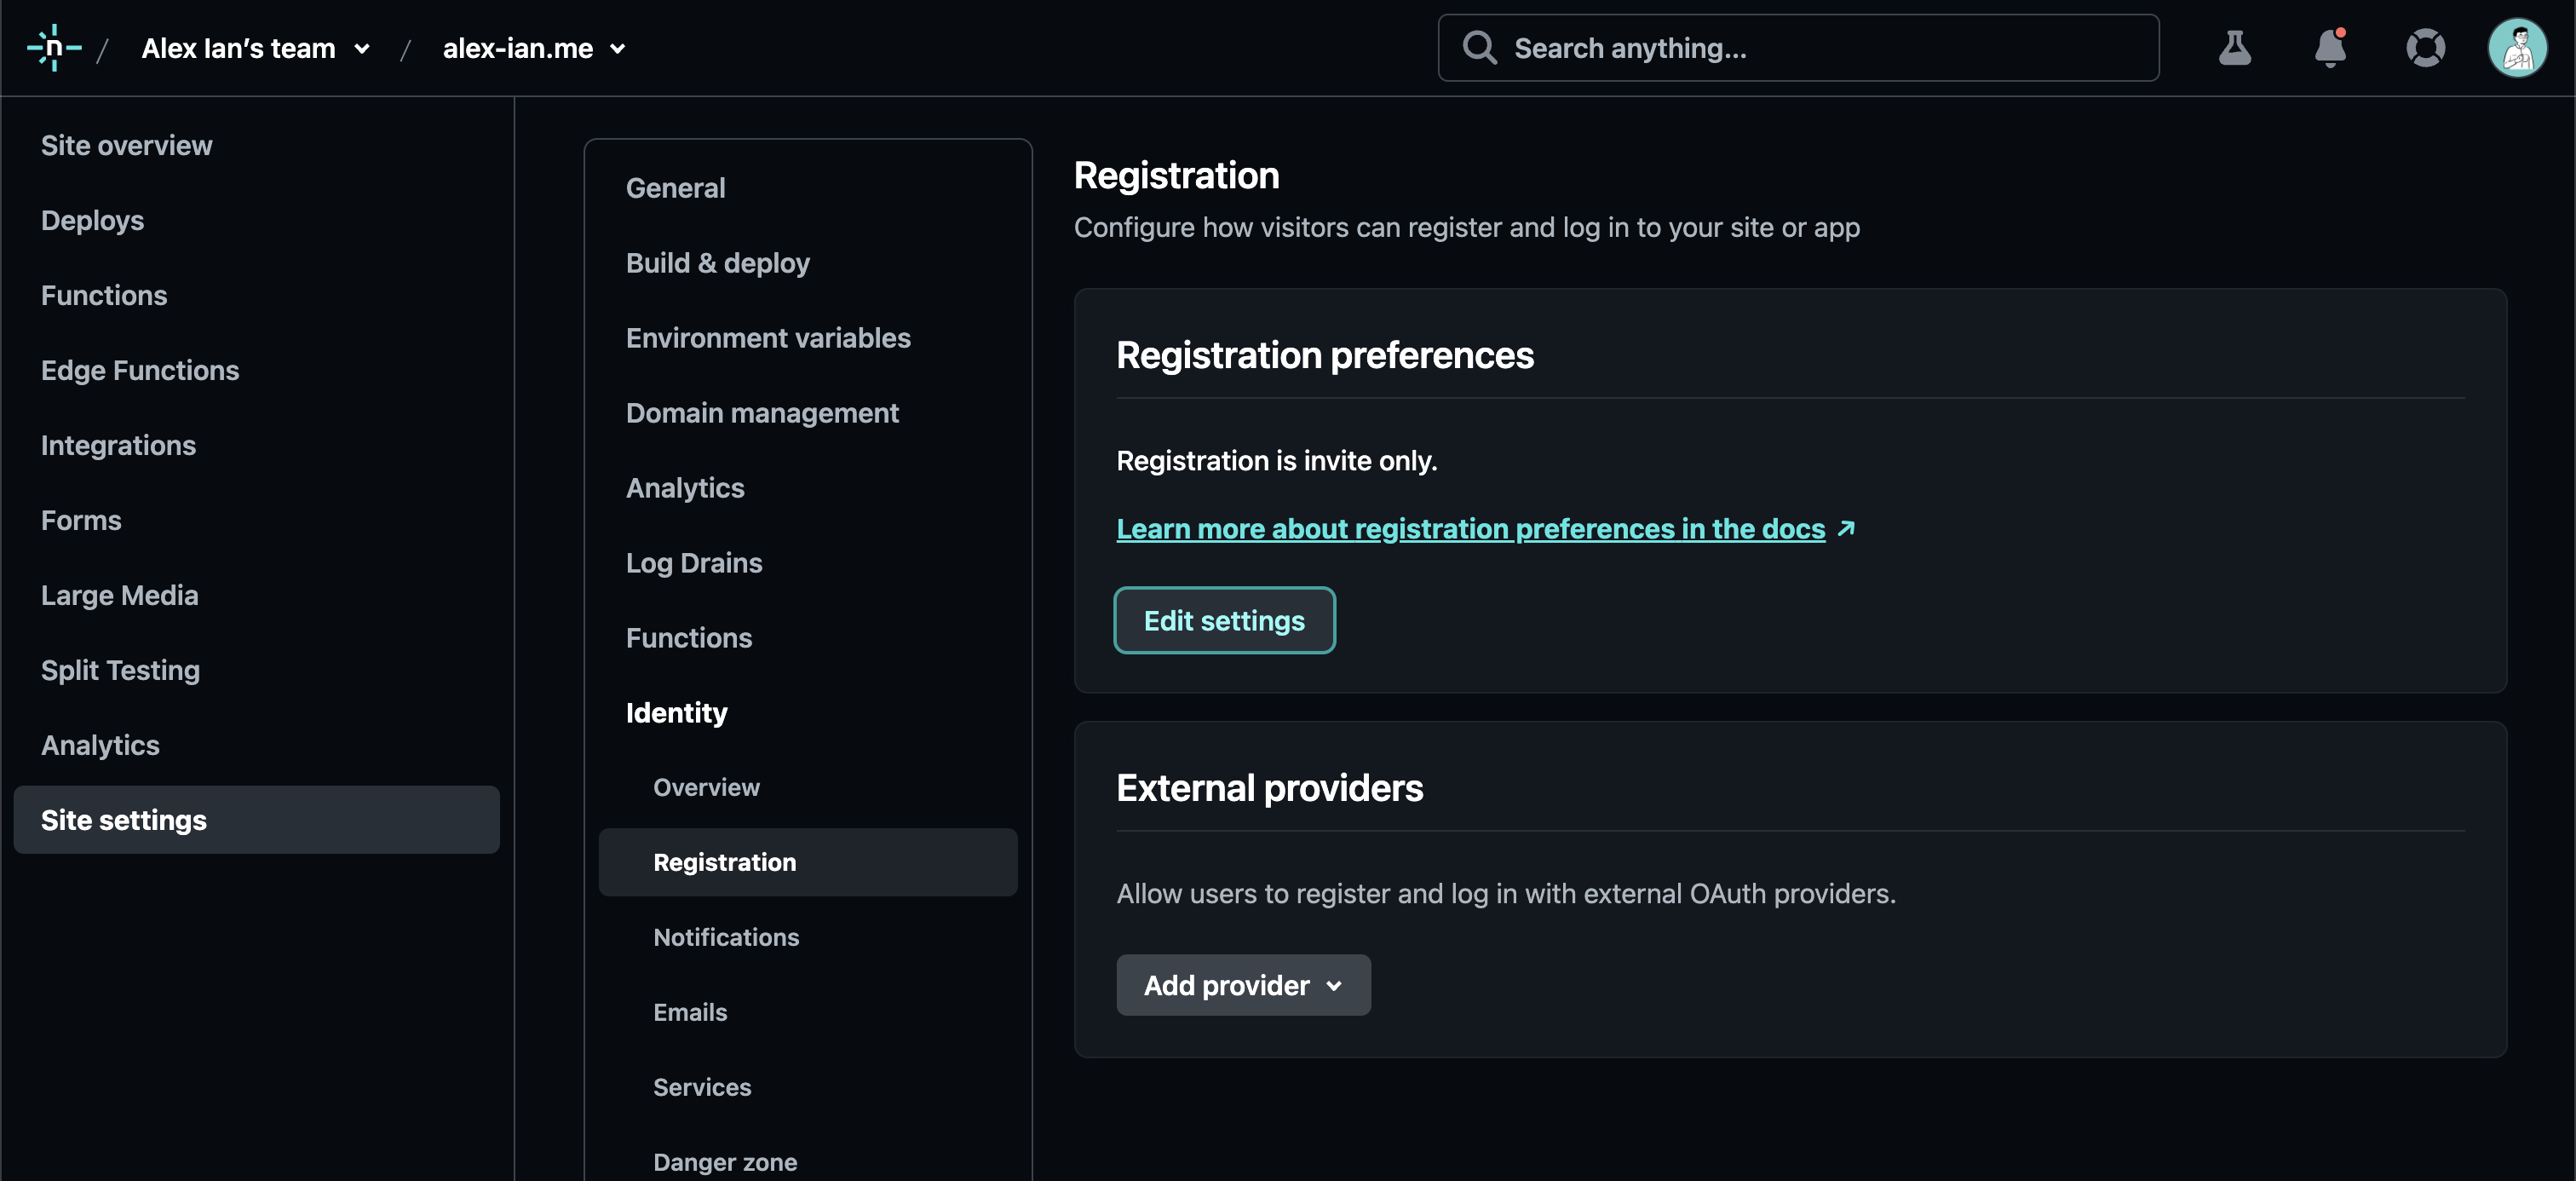 n / Alex Ian's team / alex-ian.me
Search anything...
Site overview
Deploys
Functions
Edge Functions
Integrations
Forms
Large Media
Split Testing
Analytics
Site settings
General
Build & deploy
Environment variables
Domain management
Analytics
Log Drains
Functions
Identity
Overview
Registration
Notifications
Emails
Services
Danger zone
Registration
Configure how visitors can register and log in to your site or app
Registration preferences
Registration is invite only.
Learn more about registration preferences in the docs
Edit settings
External providers
Allow users to register and log in with external OAuth providers.
Add provider